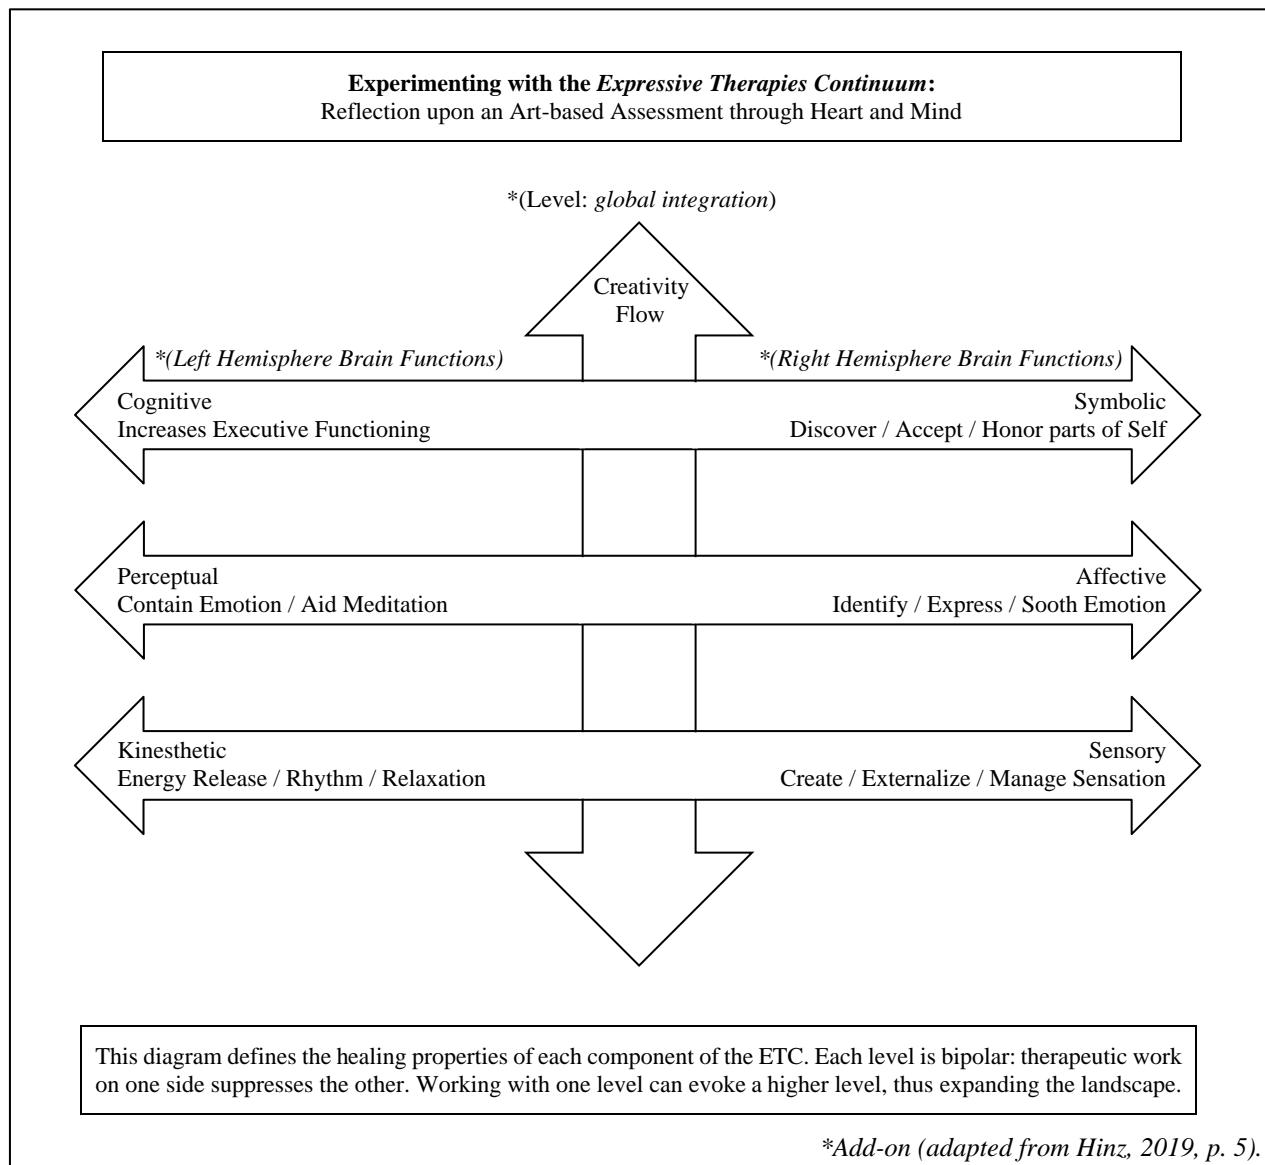 Experimenting with the Expressive Therapies Continuum:
Reflection upon an Art-based Assessment through Heart and Mind
*(Level: global integration)
Creativity
Flow
*(Left Hemisphere Brain Functions)
*(Right Hemisphere Brain Functions)
Cognitive
Increases Executive Functioning
Symbolic
Discover / Accept / Honor parts of Self
Perceptual
Contain Emotion / Aid Meditation
Affective
Identify / Express / Sooth Emotion
Kinesthetic
Energy Release / Rhythm / Relaxation
Sensory
Create / Externalize / Manage Sensation
This diagram defines the healing properties of each component of the ETC. Each level is bipolar: therapeutic work
on one side suppresses the other. Working with one level can evoke a higher level, thus expanding the landscape.
*Add-on (adapted from Hinz, 2019, p. 5).